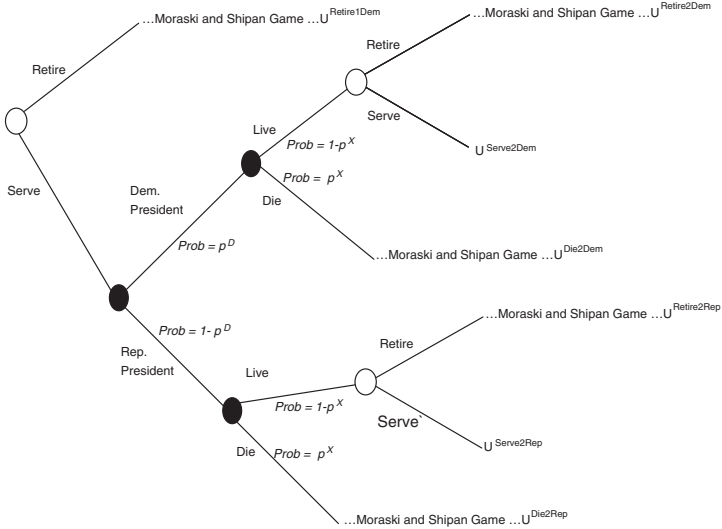 ...Moraski and Shipan Game ...U^Retire1Dem
...Moraski and Shipan Game ...U^Retire2Dem
Retire
Retire
Live
Prob = 1-p^X
Serve
U^Serve2Dem
Serve
Dem.
President
Prob = p^X
Die
Prob = p^D
...Moraski and Shipan Game ...U^Die2Dem
Prob = 1- p^D
Rep.
President
...Moraski and Shipan Game ...U^Retire2Rep
Retire
Live
Prob = 1-p^X
Serve`
U^Serve2Rep
Die
Prob = p^X
...Moraski and Shipan Game ...U^Die2Rep